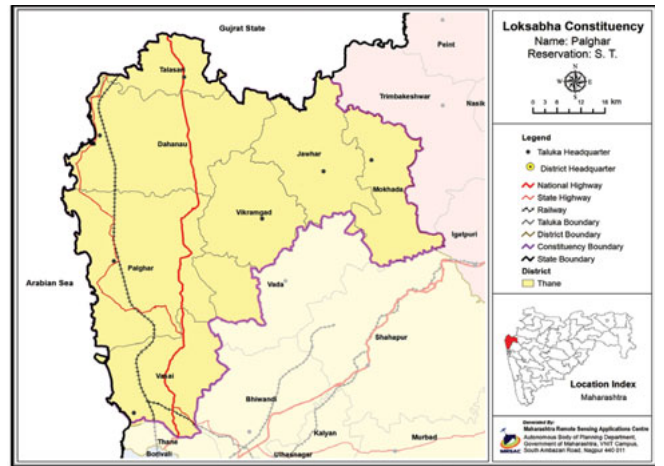 Gujrat State
Peint
Talasari
Trimbakeshwar
Nasik
Dahanau
Jawhar
Mokhada
Vikramgad
Igatpuri
Arabian Sea
Palghar
Vada
Shahapur
Vasai
Bhiwandi
Thane
Kalyan
Borivali
Ulhasnagar
Murbad
Loksabha Constituency
Name: Palghar
Reservation: S. T.
N
W E
S
0 3 6 12 18 km
Legend
Taluka Headquarter
District Headquarter
National Highway
State Highway
Railway
Taluka Boundary
District Boundary
Constituency Boundary
State Boundary
District
Thane
Location Index
Maharashtra
Generated By:
Maharashtra Remote Sensing Applications Centre
Autonomous Body of Planning Department,
Government of Maharashtra, VNIT Campus,
South Ambazari Road, Nagpur 440 011
MRSAC